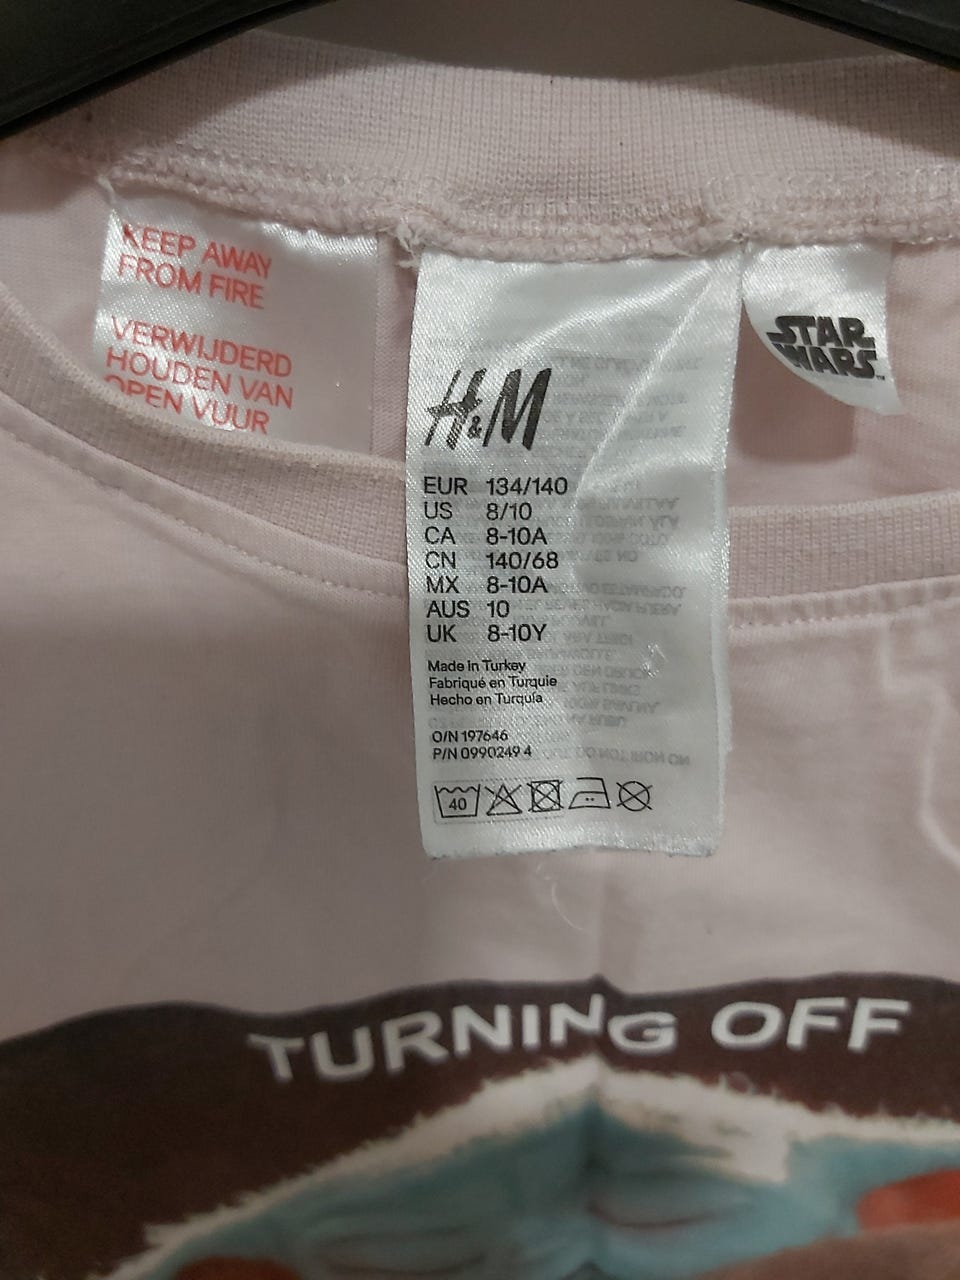 KEEP AWAY
FROM FIRE
VERWIJDERD
HOUDEN VAN
OPEN VUUR
H&M
EUR 134/140
US 8/10
CA 8-10A
CN 140/68
MX 8-10A
AUS 10
UK 8-10Y
Made in Turkey
Fabriqué en Turquie
Hecho en Turquía
O/N 197646
P/N 0990249 4
40
STAR
WARS
TURNING OFF